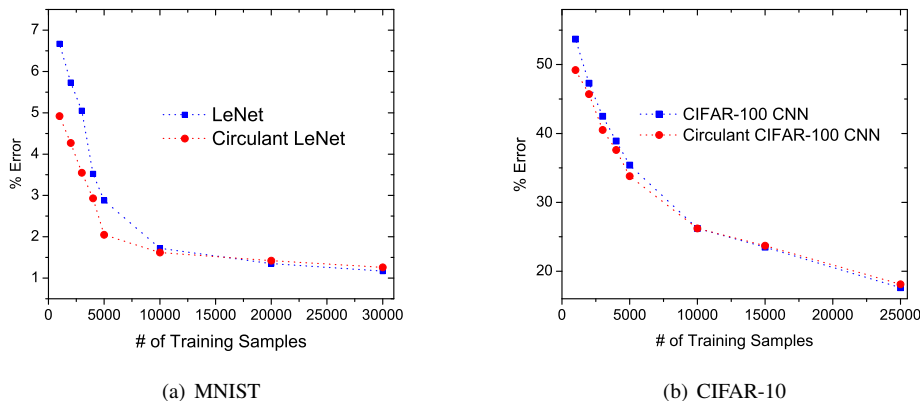 7
6
5
4
3
2
1
% Error
LeNet
Circulant LeNet
0 5000 10000 15000 20000 25000 30000
# of Training Samples
(a) MNIST
50
40
30
20
% Error
CIFAR-100 CNN
Circulant CIFAR-100 CNN
0 5000 10000 15000 20000 25000
# of Training Samples
(b) CIFAR-10